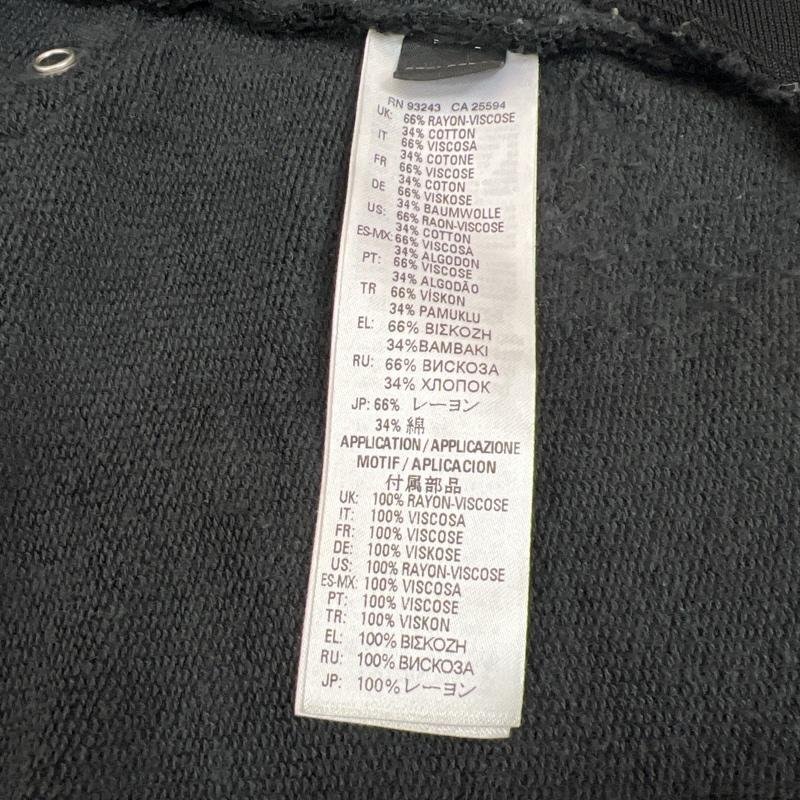 RN 93243 CA 25594
UK: 66% RAYON-VISCOSE
34% COTTON
IT 66% VISCOSA
34% COTONE
FR 66% VISCOSE
34% COTON
DE 66% VISKOSE
34% BAUMWOLLE
US: 66% RAON-VISCOSE
34% COTTON
ES-MX: 66% VISCOSA
34% ALGODON
PT: 66% VISCOSE
34% ALGODÃO
TR 66% VİSKON
34% PAMUKLU
EL: 66% ΒΙΣΚΟΖΗ
34%ΒΑΜΒΑΚΙ
RU: 66% ВИСКОЗА
34% ХЛОПОК
JP: 66% レーヨン
34% 綿
APPLICATION / APPLICAZIONE
MOTIF / APLICACION
付属部品
UK: 100% RAYON-VISCOSE
IT: 100% VISCOSA
FR: 100% VISCOSE
DE: 100% VISKOSE
US: 100% RAYON-VISCOSE
ES-MX: 100% VISCOSA
PT: 100% VISCOSE
TR: 100% VISKON
EL: 100% ΒΙΣΚΟΖΗ
RU: 100% ВИСКОЗА
JP: 100% レーヨン